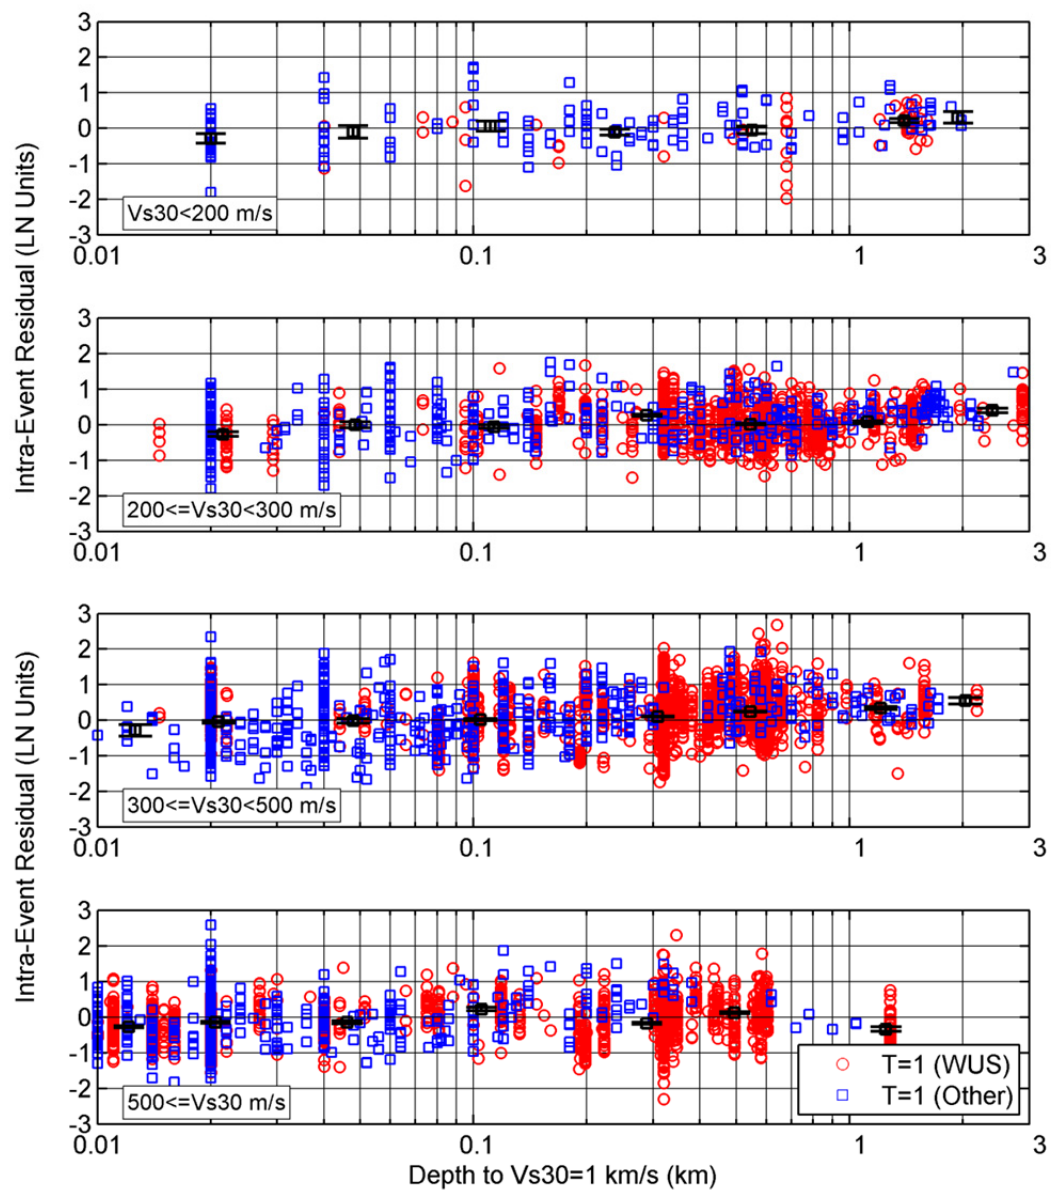 3
2
1
0
-1
-2
-3
Vs30<200 m/s
0.01 0.1 1 3
Intra-Event Residual (LN Units)
3
2
1
0
-1
-2
-3
200<=Vs30<300 m/s
0.01 0.1 1 3
3
2
1
0
-1
-2
-3
300<=Vs30<500 m/s
0.01 0.1 1 3
Intra-Event Residual (LN Units)
3
2
1
0
-1
-2
-3
500<=Vs30 m/s
T=1 (WUS)
T=1 (Other)
0.01 0.1 1 3
Depth to Vs30=1 km/s (km)